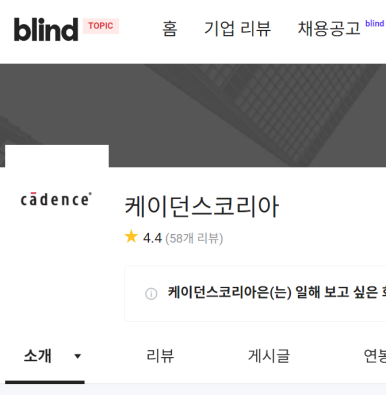 blind TOPIC 홈 기업 리뷰 채용공고 blind
cādence
케이던스코리아
4.4 (58개 리뷰)
케이던스코리아은(는) 일해 보고 싶은
소개 리뷰 게시글 연봉